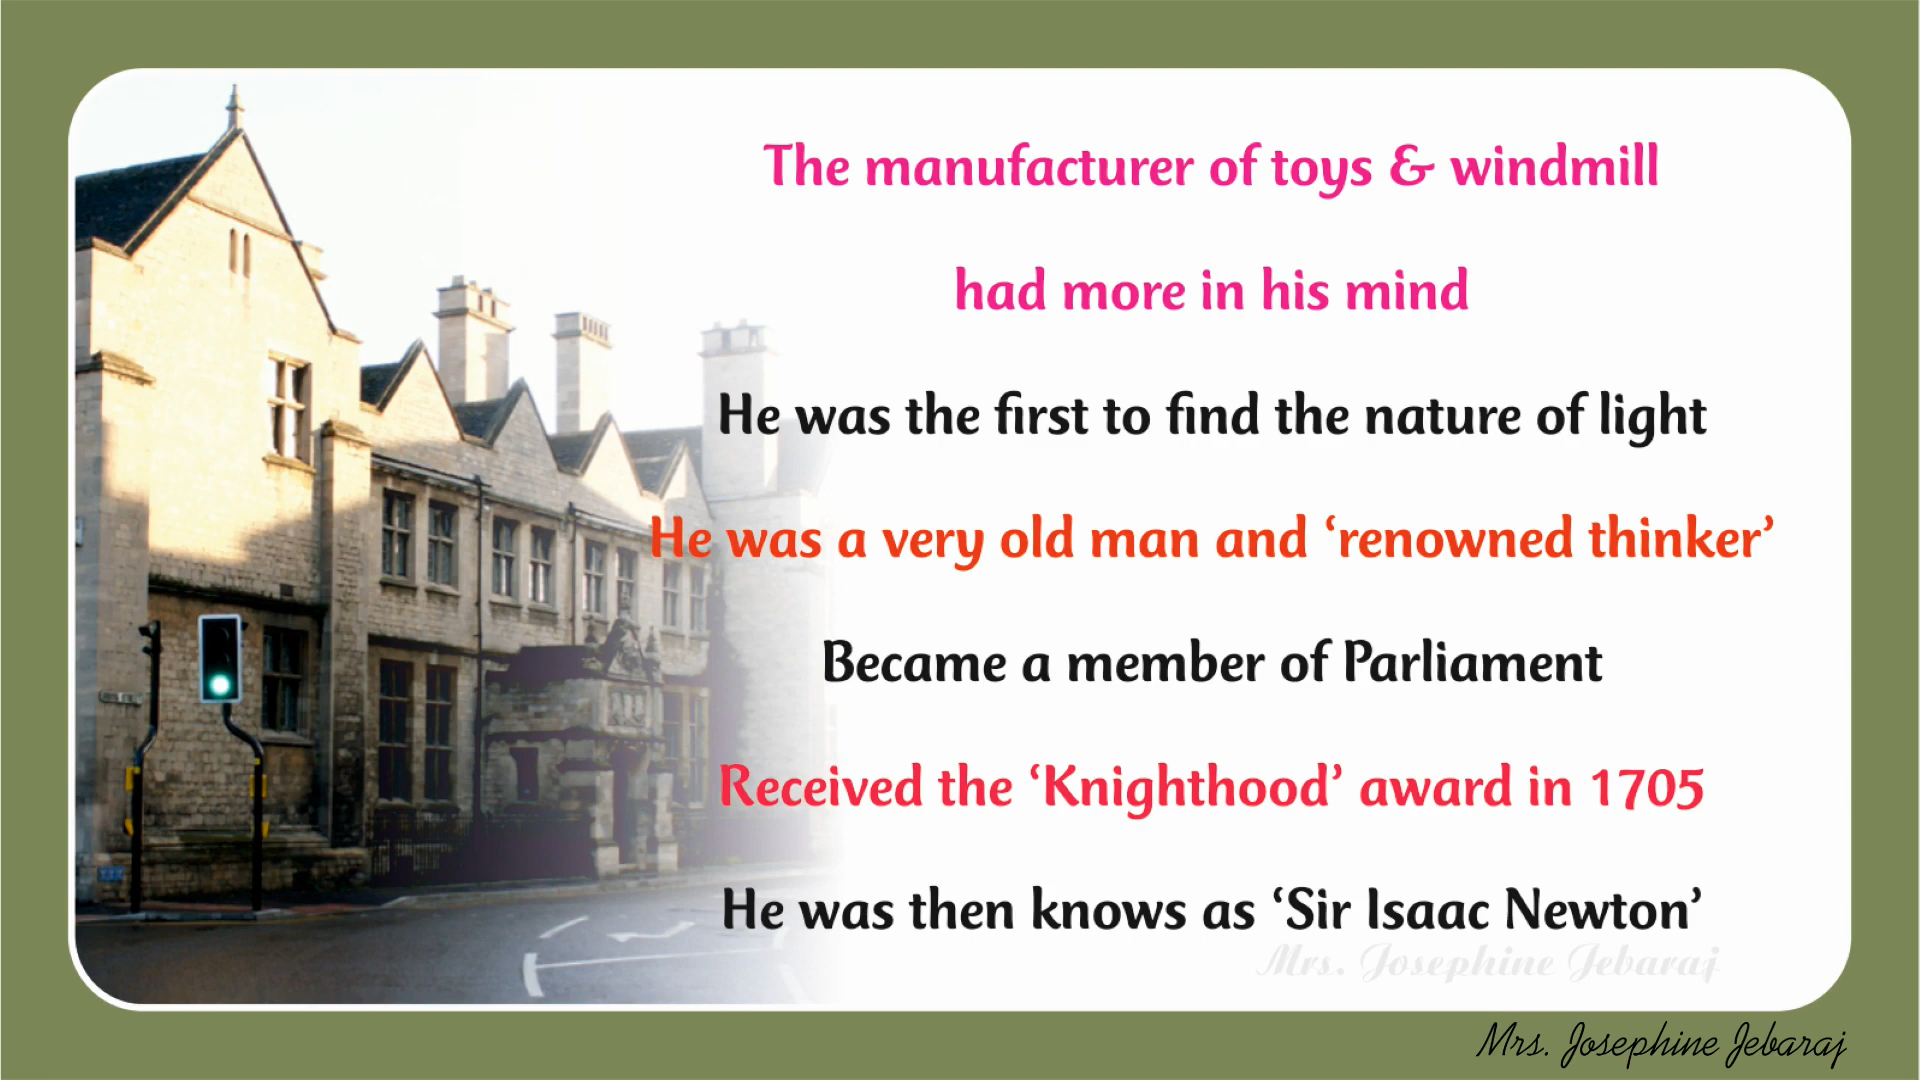 The manufacturer of toys & windmill
had more in his mind
He was the first to find the nature of light
He was a very old man and ‘renowned thinker’
Became a member of Parliament
Received the ‘Knighthood’ award in 1705
He was then knows as ‘Sir Isaac Newton’
Mrs. Josephine Jebaraj
Mrs. Josephine Jebaraj